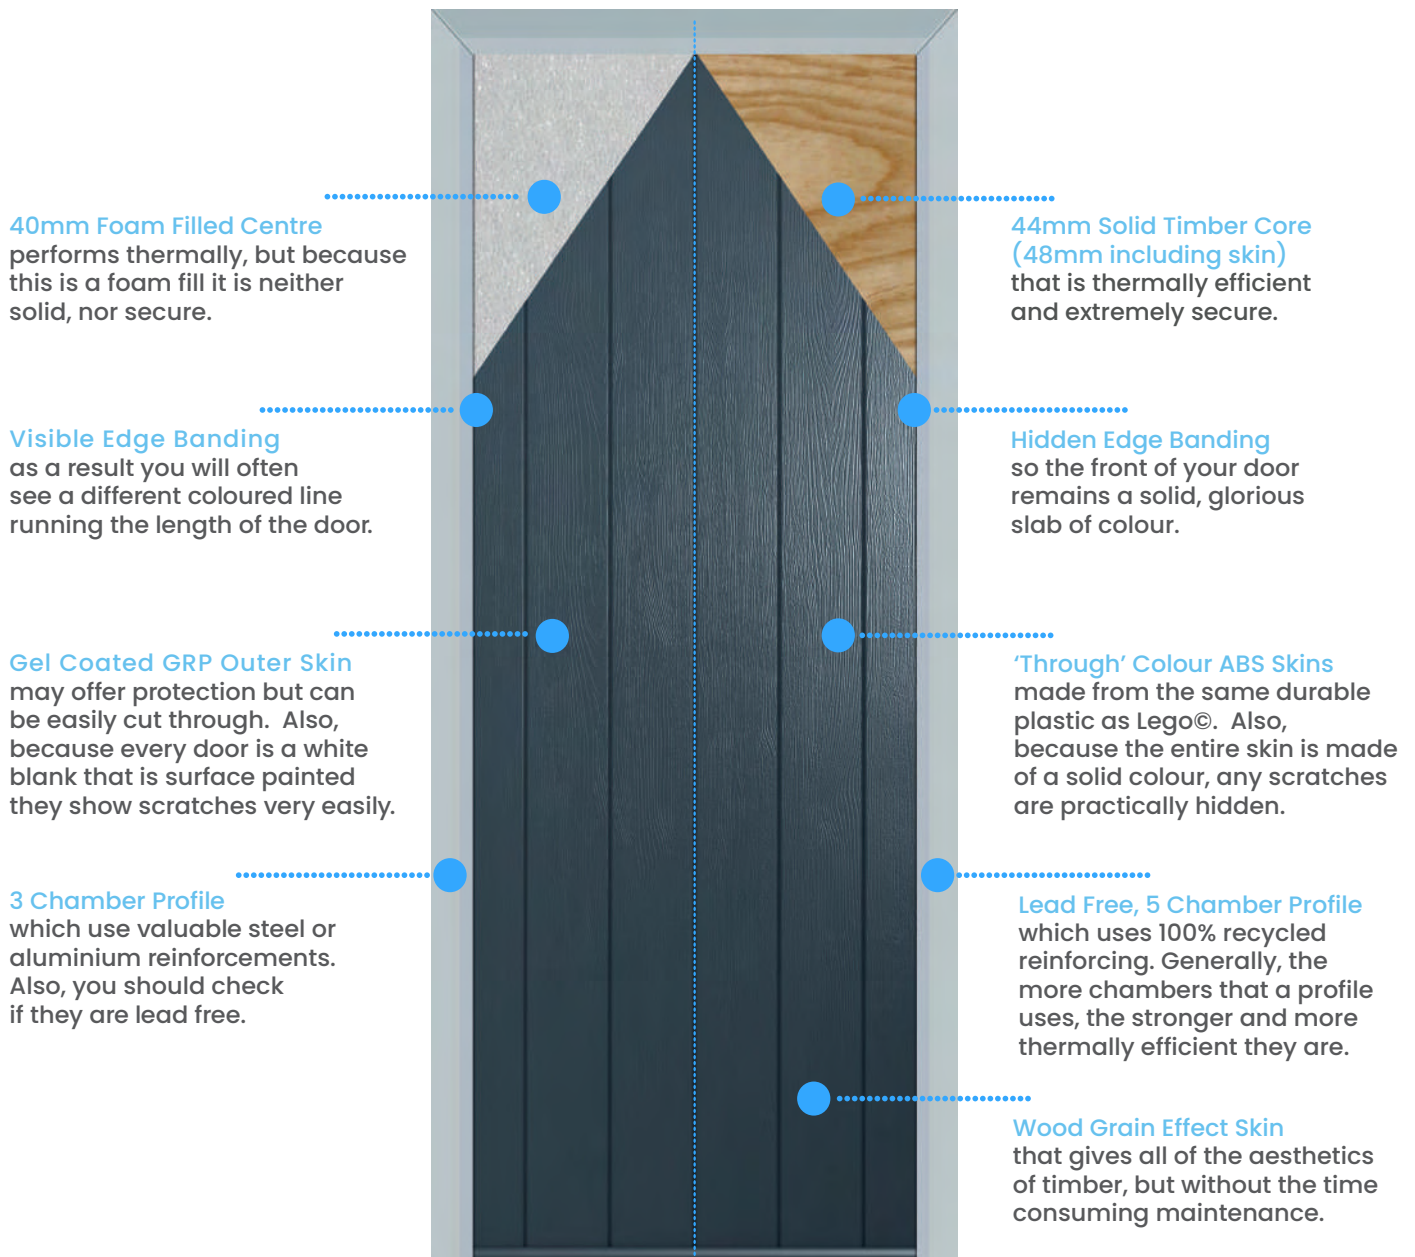 40mm Foam Filled Centre
performs thermally, but because
this is a foam fill it is neither
solid, nor secure.
Visible Edge Banding
as a result you will often
see a different coloured line
running the length of the door.
Gel Coated GRP Outer Skin
may offer protection but can
be easily cut through.  Also,
because every door is a white
blank that is surface painted
they show scratches very easily.
3 Chamber Profile
which use valuable steel or
aluminium reinforcements.
Also, you should check
if they are lead free.
44mm Solid Timber Core
(48mm including skin)
that is thermally efficient
and extremely secure.
Hidden Edge Banding
so the front of your door
remains a solid, glorious
slab of colour.
‘Through’ Colour ABS Skins
made from the same durable
plastic as Lego©.  Also,
because the entire skin is made
of a solid colour, any scratches
are practically hidden.
Lead Free, 5 Chamber Profile
which uses 100% recycled
reinforcing. Generally, the
more chambers that a profile
uses, the stronger and more
thermally efficient they are.
Wood Grain Effect Skin
that gives all of the aesthetics
of timber, but without the time
consuming maintenance.